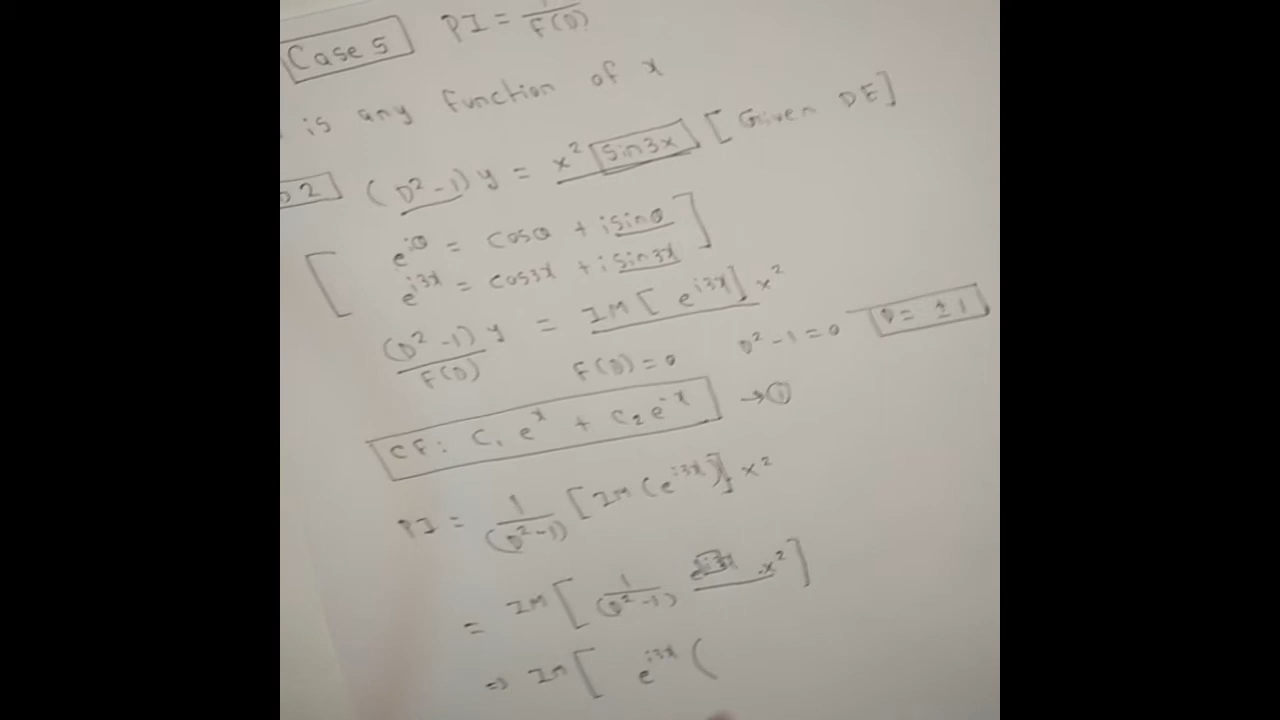 Case 5 PI = 1/F(D)
is any function of x
2 (D²-1)y = x² sin3x [Given DE]
[ e^iθ = cosθ + i sinθ ]
e^i3x = cos3x + i sin3x
(D²-1)y = IM [ e^i3x ] x²
F(D) F(D)=0 D²-1=0 D= ±1
CF: C₁ e^x + C₂ e^-x → ①
PI = 1/(D²-1) [IM (e^i3x)] x²
= IM [ 1/(D²-1) e^i3x .x² ]
⇒ IM [ e^i3x (